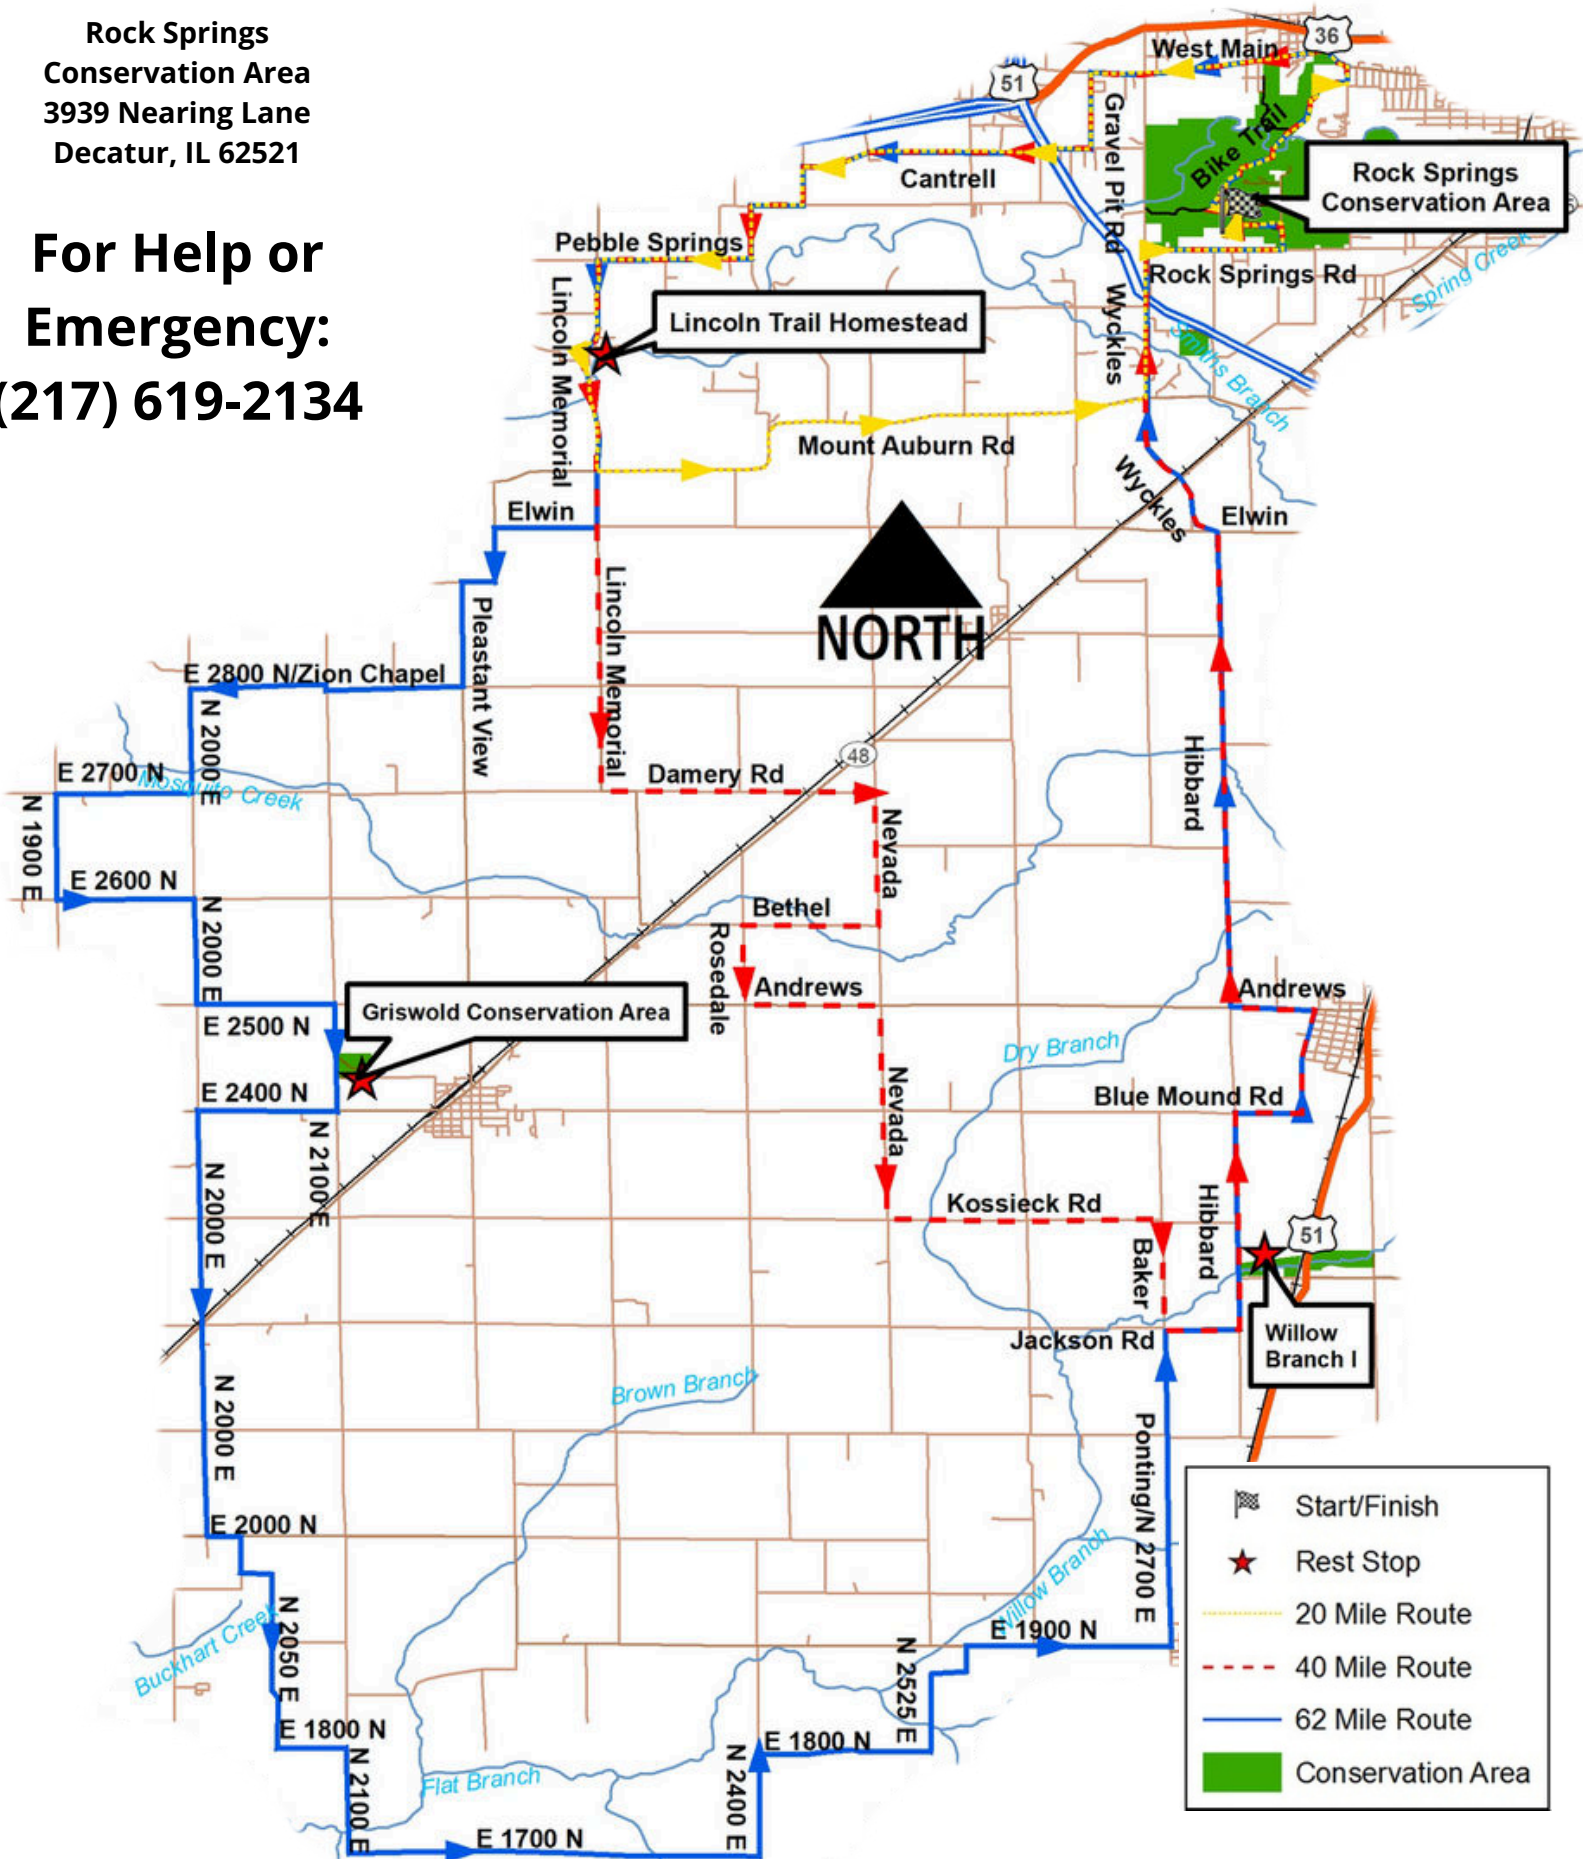 Rock Springs
Conservation Area
3939 Nearing Lane
Decatur, IL 62521
For Help or
Emergency:
(217) 619-2134
36
West Main
51
Gravel Pit Rd
Bike Trail
Cantrell
Rock Springs
Conservation Area
Pebble Springs
Rock Springs Rd
Spring Creek
Lincoln Memorial
Lincoln Trail Homestead
Wyckles
Smiths Branch
Mount Auburn Rd
Wyckles
Elwin
Elwin
NORTH
Pleastant View
Lincoln Memorial
E 2800 N/Zion Chapel
N 2000 E
48
Hibbard
E 2700 N
Mosquito Creek
Damery Rd
N 1900 E
Nevada
E 2600 N
N 2000 E
Bethel
Rosedale
Andrews
Andrews
Griswold Conservation Area
E 2500 N
Dry Branch
E 2400 N
Nevada
Blue Mound Rd
N 2100 E
N 2000 E
Kossieck Rd
Hibbard
51
Baker
Jackson Rd
Willow
Branch I
N 2000 E
Brown Branch
Ponting/N 2700 E
E 2000 N
Willow Branch
N 2050 E
Buckhart Creek
E 1900 N
N 2525 E
E 1800 N
E 1800 N
N 2100 E
Flat Branch
N 2400 E
E 1700 N
Start/Finish
Rest Stop
20 Mile Route
40 Mile Route
62 Mile Route
Conservation Area